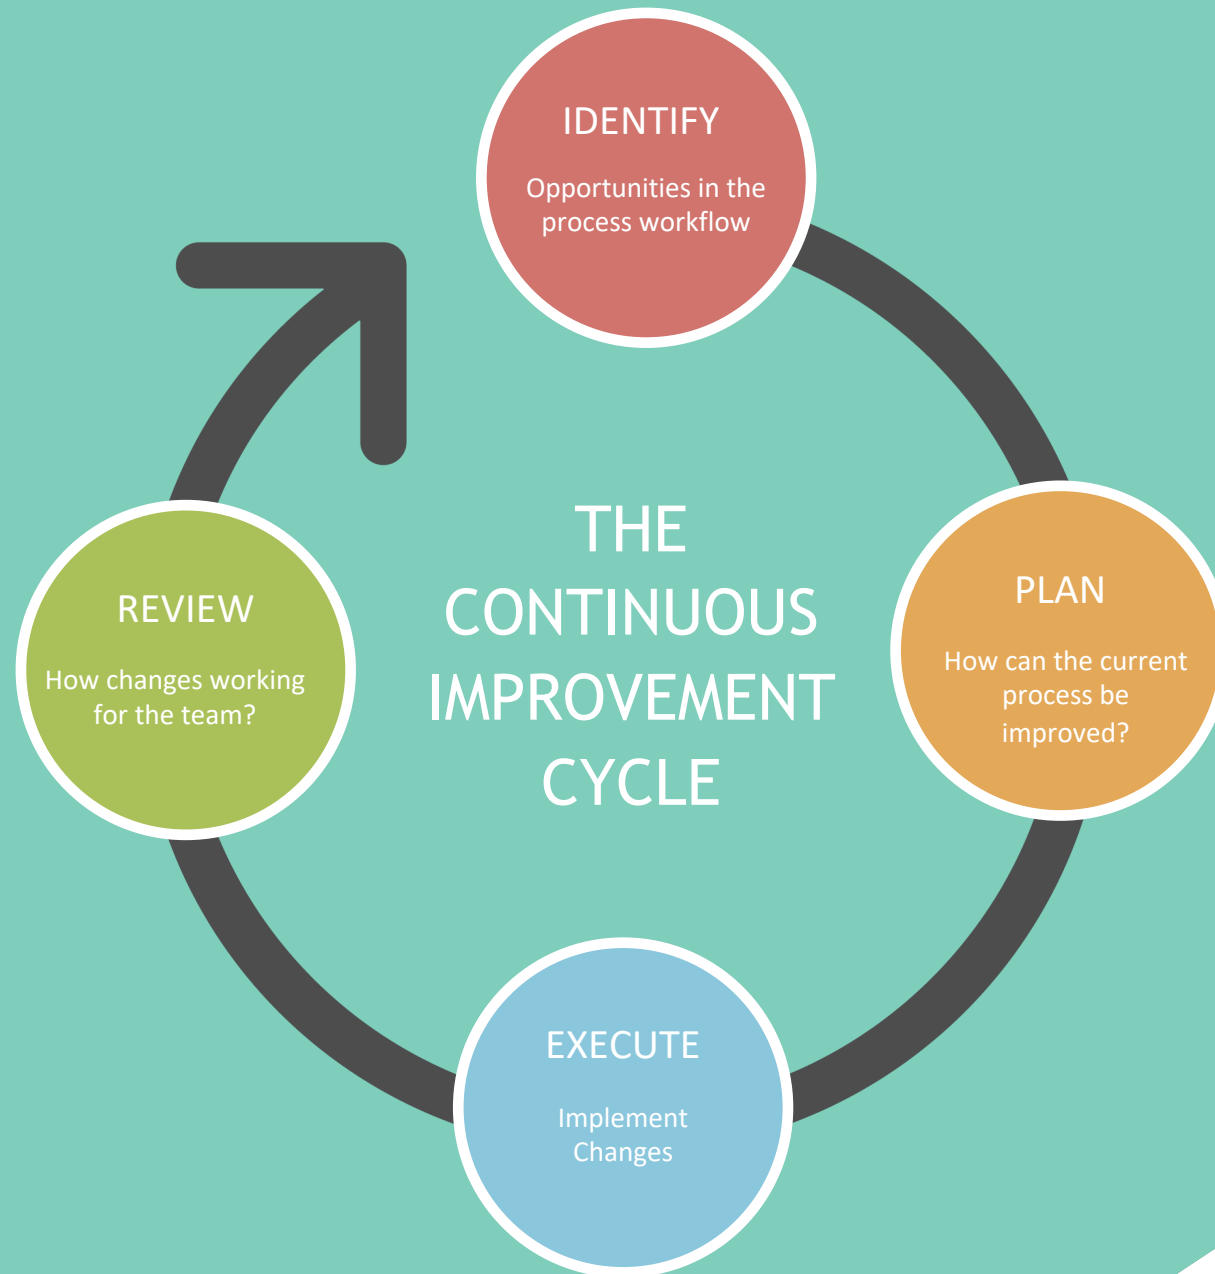 IDENTIFY
Opportunities in the
process workflow
THE
CONTINUOUS
IMPROVEMENT
CYCLE
PLAN
How can the current
process be
improved?
REVIEW
How changes working
for the team?
EXECUTE
Implement
Changes